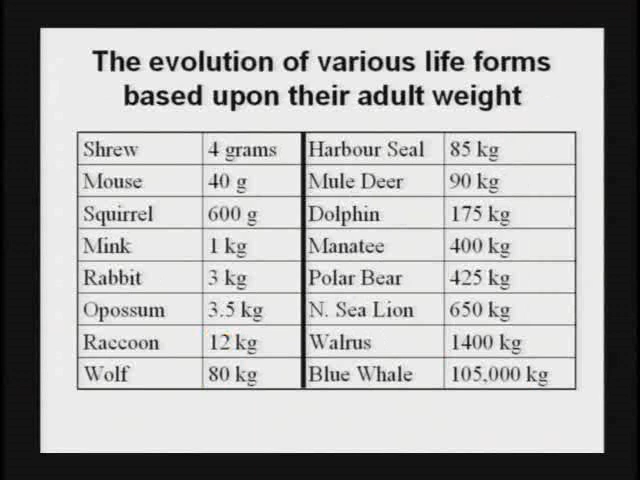 The evolution of various life forms
based upon their adult weight
Shrew 4 grams Harbour Seal 85 kg
Mouse 40 g Mule Deer 90 kg
Squirrel 600 g Dolphin 175 kg
Mink 1 kg Manatee 400 kg
Rabbit 3 kg Polar Bear 425 kg
Opossum 3.5 kg N. Sea Lion 650 kg
Raccoon 12 kg Walrus 1400 kg
Wolf 80 kg Blue Whale 105,000 kg